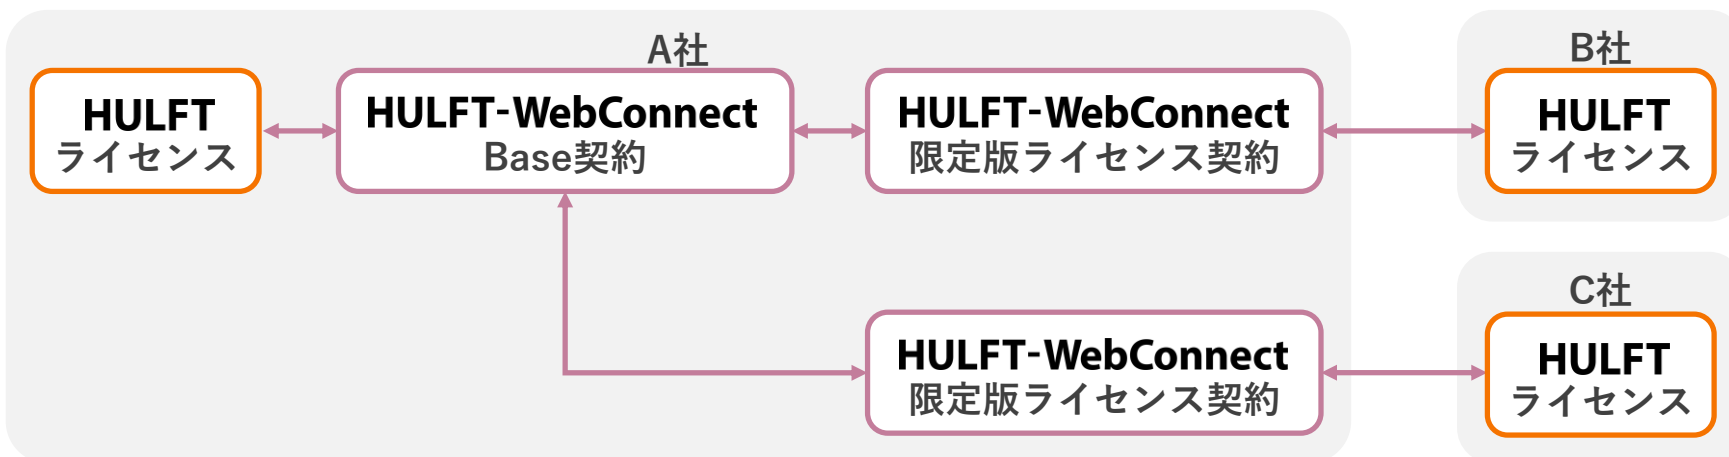 A社
HULFT
ライセンス
HULFT-WebConnect
Base契約
HULFT-WebConnect
限定版ライセンス契約
B社
HULFT
ライセンス
HULFT-WebConnect
限定版ライセンス契約
C社
HULFT
ライセンス